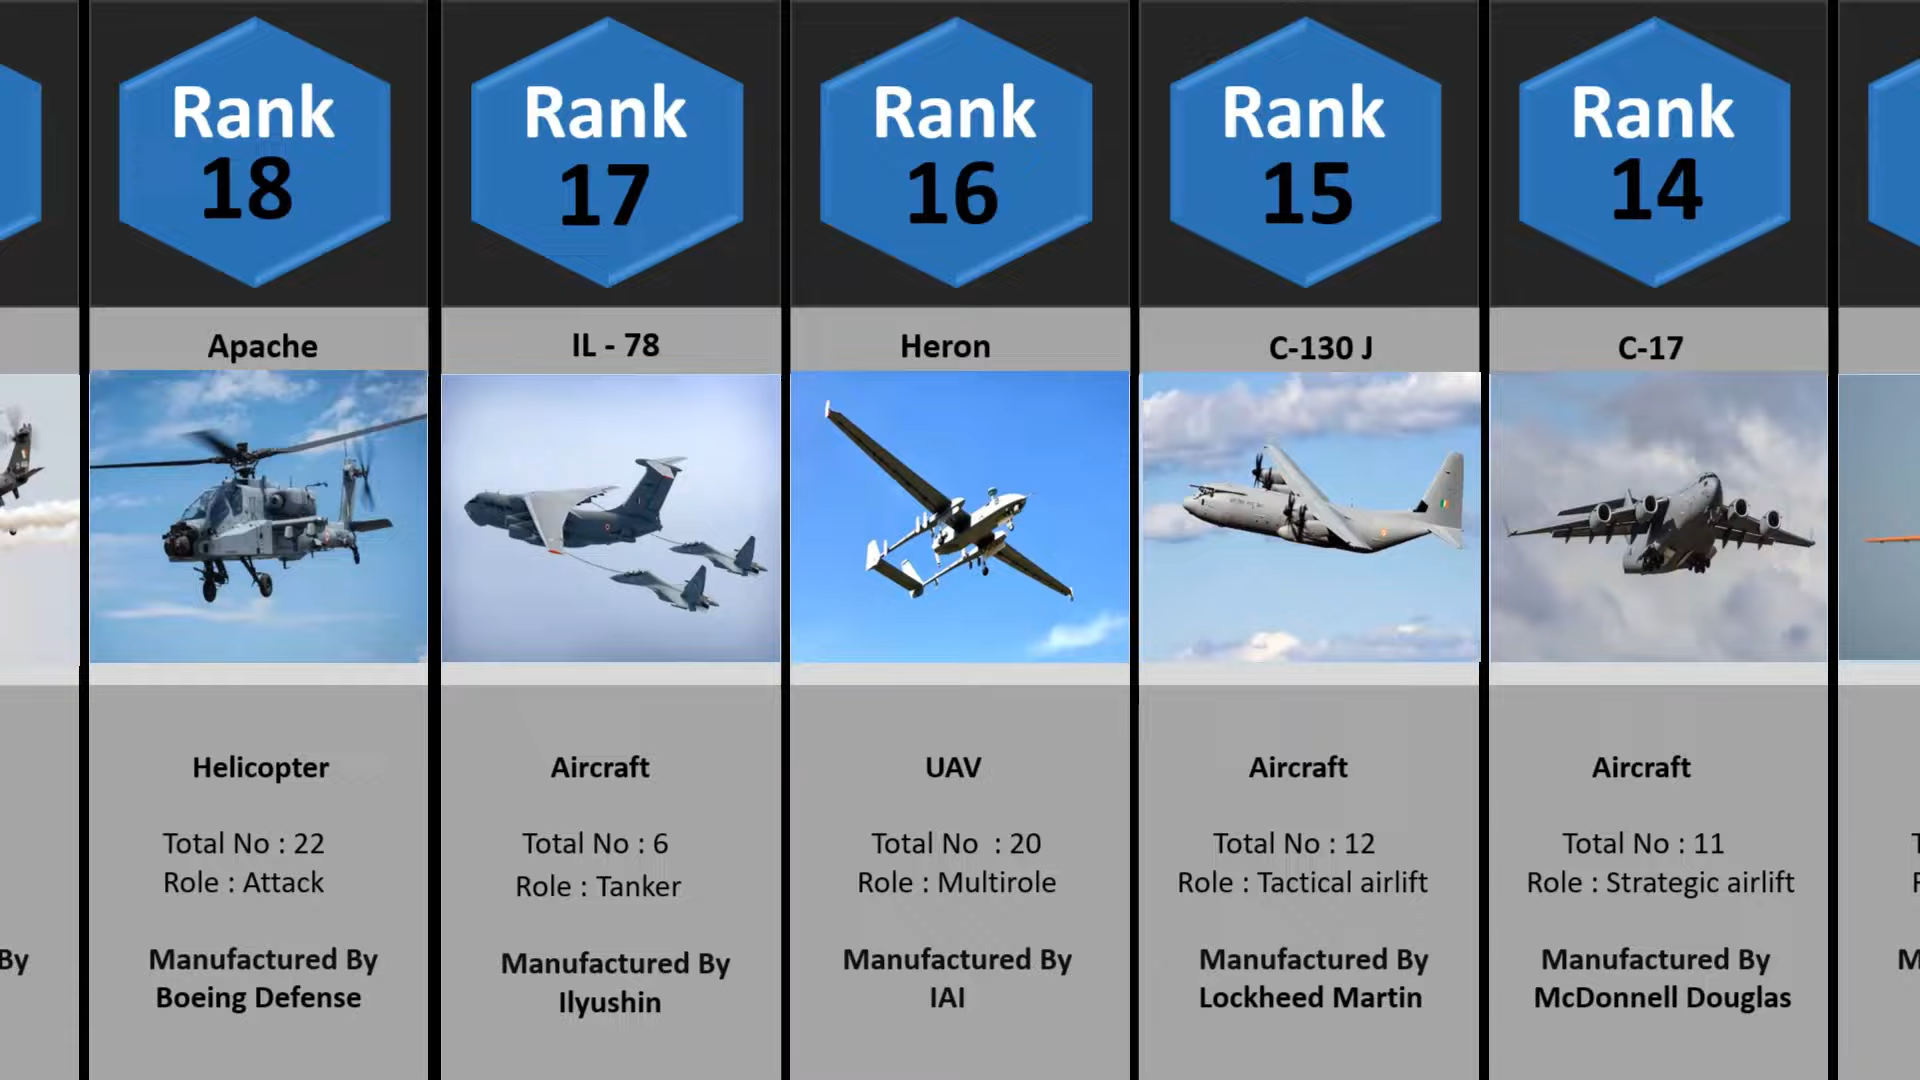 Rank
18
Apache
Helicopter
Total No : 22
Role : Attack
Manufactured By
Boeing Defense
Rank
17
IL - 78
Aircraft
Total No : 6
Role : Tanker
Manufactured By
Ilyushin
Rank
16
Heron
UAV
Total No : 20
Role : Multirole
Manufactured By
IAI
Rank
15
C-130 J
Aircraft
Total No : 12
Role : Tactical airlift
Manufactured By
Lockheed Martin
Rank
14
C-17
Aircraft
Total No : 11
Role : Strategic airlift
Manufactured By
McDonnell Douglas
By